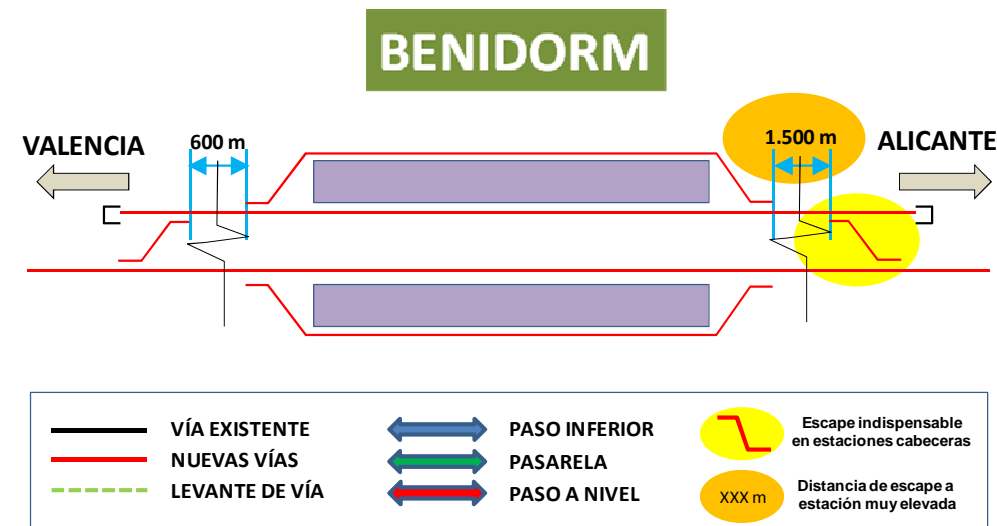 BENIDORM
VALENCIA
600 m
1.500 m
ALICANTE
VÍA EXISTENTE
NUEVAS VÍAS
LEVANTE DE VÍA
PASO INFERIOR
PASARELA
PASO A NIVEL
Escape indispensable
en estaciones cabeceras
XXX m
Distancia de escape a
estación muy elevada